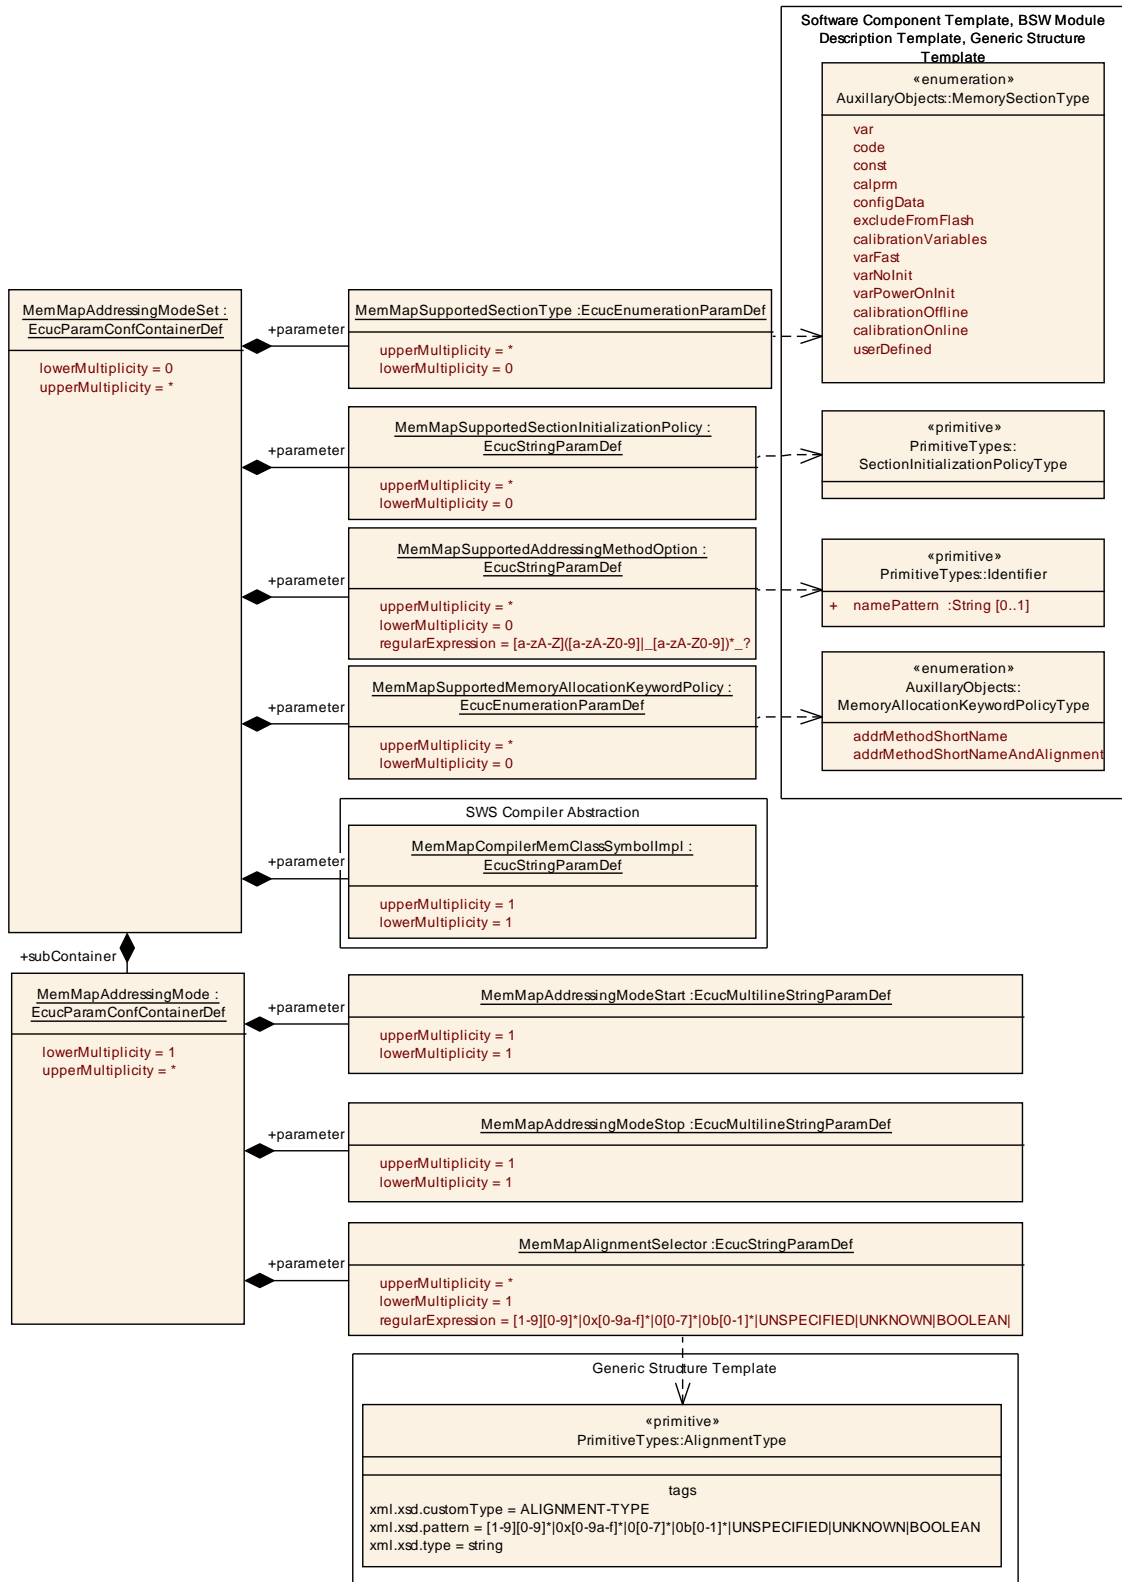 Software Component Template, BSW Module
Description Template, Generic Structure
Template
«enumeration»
AuxillaryObjects::MemorySectionType
var
code
const
calprm
configData
excludeFromFlash
calibrationVariables
varFast
varNoInit
varPowerOnInit
calibrationOffline
calibrationOnline
userDefined
MemMapAddressingModeSet :
EcucParamConfContainerDef
lowerMultiplicity = 0
upperMultiplicity = *
+parameter
MemMapSupportedSectionType :EcucEnumerationParamDef
upperMultiplicity = *
lowerMultiplicity = 0
+parameter
MemMapSupportedSectionInitializationPolicy :
EcucStringParamDef
upperMultiplicity = *
lowerMultiplicity = 0
«primitive»
PrimitiveTypes::
SectionInitializationPolicyType
+parameter
MemMapSupportedAddressingMethodOption :
EcucStringParamDef
upperMultiplicity = *
lowerMultiplicity = 0
regularExpression = [a-zA-Z]([a-zA-Z0-9]|_[a-zA-Z0-9])*_?
«primitive»
PrimitiveTypes::Identifier
+ namePattern :String [0..1]
+parameter
MemMapSupportedMemoryAllocationKeywordPolicy :
EcucEnumerationParamDef
upperMultiplicity = *
lowerMultiplicity = 0
«enumeration»
AuxillaryObjects::
MemoryAllocationKeywordPolicyType
addrMethodShortName
addrMethodShortNameAndAlignment
SWS Compiler Abstraction
+parameter
MemMapCompilerMemClassSymbolImpl :
EcucStringParamDef
upperMultiplicity = 1
lowerMultiplicity = 1
+subContainer
MemMapAddressingMode :
EcucParamConfContainerDef
lowerMultiplicity = 1
upperMultiplicity = *
+parameter
MemMapAddressingModeStart :EcucMultilineStringParamDef
upperMultiplicity = 1
lowerMultiplicity = 1
+parameter
MemMapAddressingModeStop :EcucMultilineStringParamDef
upperMultiplicity = 1
lowerMultiplicity = 1
+parameter
MemMapAlignmentSelector :EcucStringParamDef
upperMultiplicity = *
lowerMultiplicity = 1
regularExpression = [1-9][0-9]*|0x[0-9a-f]*|0[0-7]*|0b[0-1]*|UNSPECIFIED|UNKNOWN|BOOLEAN|
Generic Structure Template
«primitive»
PrimitiveTypes::AlignmentType
tags
xml.xsd.customType = ALIGNMENT-TYPE
xml.xsd.pattern = [1-9][0-9]*|0x[0-9a-f]*|0[0-7]*|0b[0-1]*|UNSPECIFIED|UNKNOWN|BOOLEAN
xml.xsd.type = string